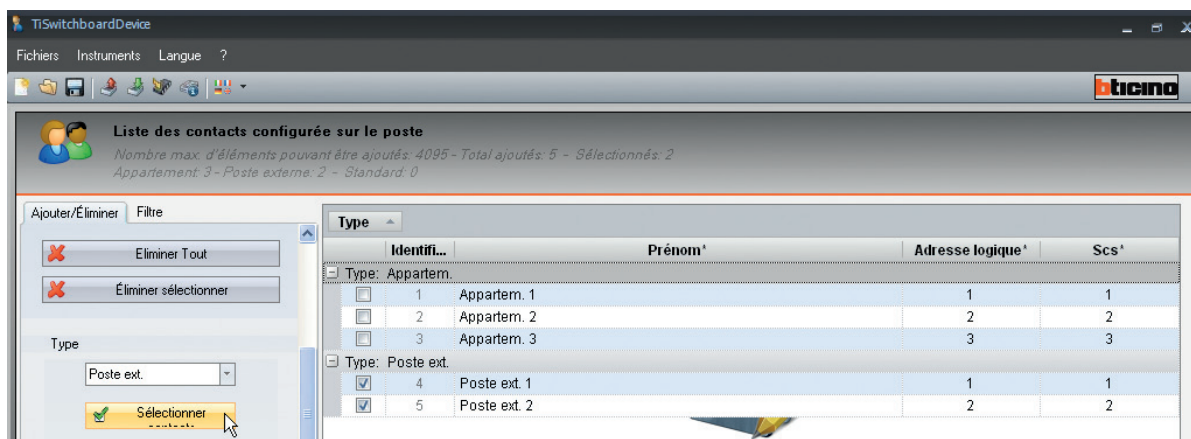 TiSwitchboardDevice
Fichiers Instruments Langue ?
bticino
Liste des contacts configurée sur le poste
Nombre max. d'éléments pouvant être ajoutés: 4095 - Total ajoutés: 5 - Sélectionnés: 2
Appartement: 3 - Poste externe: 2 - Standard: 0
Ajouter/Éliminer Filtre
Eliminer Tout
Éliminer sélectionner
Type
Poste ext.
Sélectionner
contacts
Type
Identifi... Prénom* Adresse logique* Scs*
Type: Appartem.
1 Appartem. 1 1 1
2 Appartem. 2 2 2
3 Appartem. 3 3 3
Type: Poste ext.
4 Poste ext. 1 1 1
5 Poste ext. 2 2 2